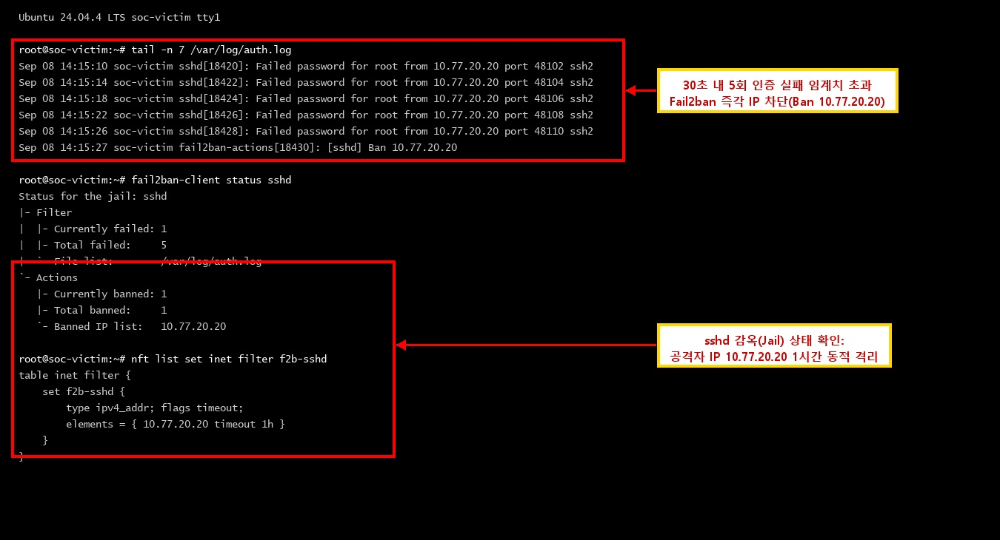 Ubuntu 24.04.4 LTS soc-victim tty1
root@soc-victim:~# tail -n 7 /var/log/auth.log
Sep 08 14:15:10 soc-victim sshd[18420]: Failed password for root from 10.77.20.20 port 48102 ssh2
Sep 08 14:15:14 soc-victim sshd[18422]: Failed password for root from 10.77.20.20 port 48104 ssh2
Sep 08 14:15:18 soc-victim sshd[18424]: Failed password for root from 10.77.20.20 port 48106 ssh2
Sep 08 14:15:22 soc-victim sshd[18426]: Failed password for root from 10.77.20.20 port 48108 ssh2
Sep 08 14:15:26 soc-victim sshd[18428]: Failed password for root from 10.77.20.20 port 48110 ssh2
Sep 08 14:15:27 soc-victim fail2ban-actions[18430]: [sshd] Ban 10.77.20.20
30초 내 5회 인증 실패 임계치 초과
Fail2ban 즉각 IP 차단(Ban 10.77.20.20)
root@soc-victim:~# fail2ban-client status sshd
Status for the jail: sshd
|- Filter
|  |- Currently failed: 1
|  |- Total failed:     5
|  `- File list:        /var/log/auth.log
`- Actions
   |- Currently banned: 1
   |- Total banned:     1
   `- Banned IP list:   10.77.20.20
sshd 감옥(Jail) 상태 확인:
공격자 IP 10.77.20.20 1시간 동적 격리
root@soc-victim:~# nft list set inet filter f2b-sshd
table inet filter {
    set f2b-sshd {
        type ipv4_addr; flags timeout;
        elements = { 10.77.20.20 timeout 1h }
    }
}